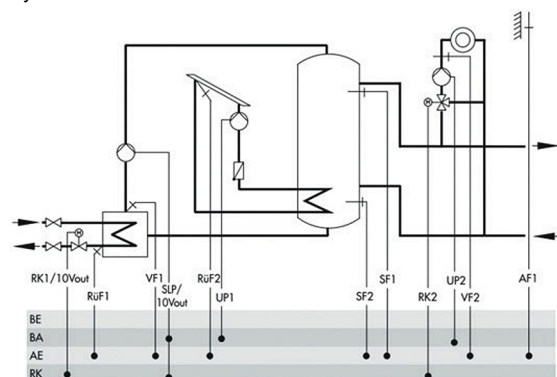 M
M
RK1/10Vout
RüF1
VF1
SLP/
10Vout
RüF2
UP1
SF2
SF1
RK2
UP2
VF2
AF1
BE
BA
AE
RK